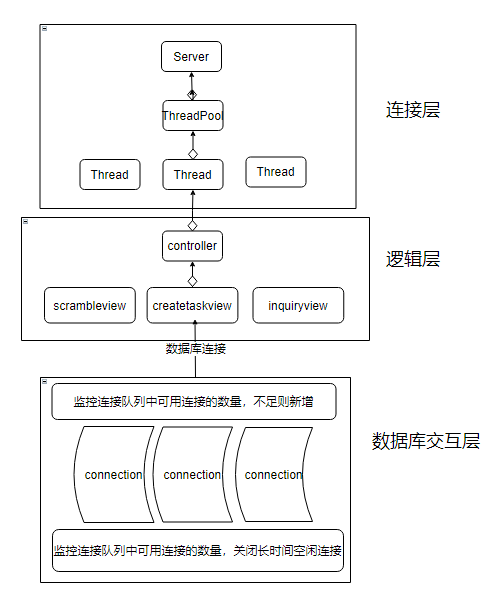 Server
ThreadPool
连接层
Thread
Thread
Thread
controller
逻辑层
scrambleview
createtaskview
inquiryview
数据库连接
监控连接队列中可用连接的数量，不足则新增
数据库交互层
connection
connection
connection
监控连接队列中可用连接的数量，关闭长时间空闲连接